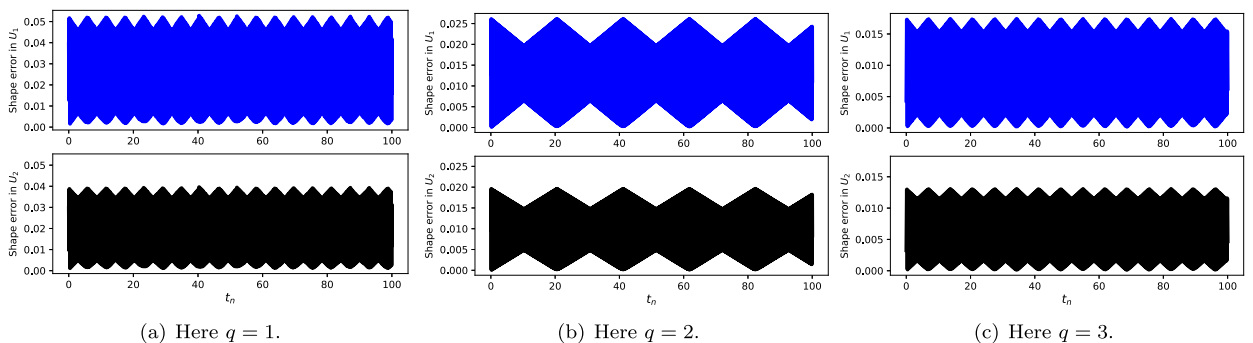 Shape error in U₁
0.05
0.04
0.03
0.02
0.01
0.00
0 20 40 60 80 100
Shape error in U₂
0.05
0.04
0.03
0.02
0.01
0.00
0 20 40 60 80 100
tₙ
(a) Here q = 1.
Shape error in U₁
0.025
0.020
0.015
0.010
0.005
0.000
0 20 40 60 80 100
Shape error in U₂
0.025
0.020
0.015
0.010
0.005
0.000
0 20 40 60 80 100
tₙ
(b) Here q = 2.
Shape error in U₁
0.015
0.010
0.005
0.000
0 20 40 60 80 100
Shape error in U₂
0.015
0.010
0.005
0.000
0 20 40 60 80 100
tₙ
(c) Here q = 3.